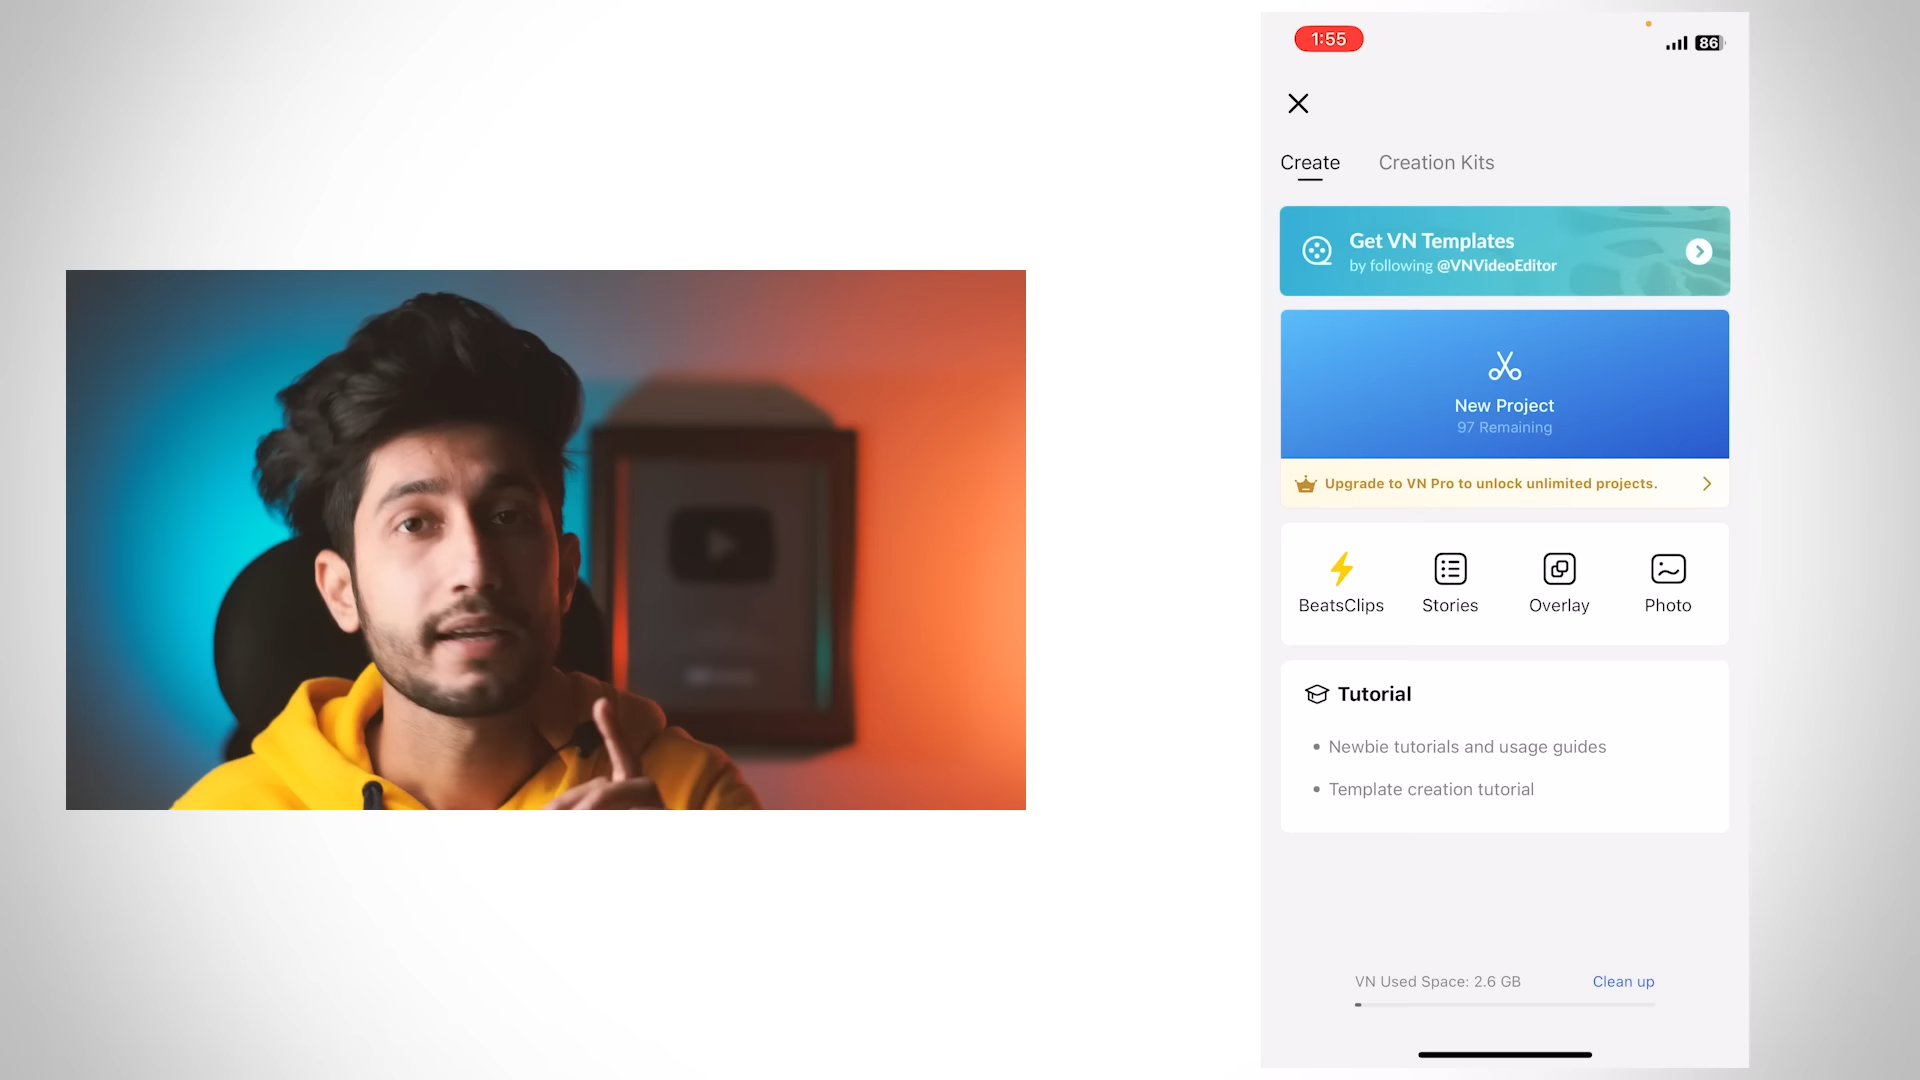 1:55
86
Create
Creation Kits
Get VN Templates
by following @VNVideoEditor
New Project
97 Remaining
Upgrade to VN Pro to unlock unlimited projects.
BeatsClips
Stories
Overlay
Photo
Tutorial
• Newbie tutorials and usage guides
• Template creation tutorial
VN Used Space: 2.6 GB
Clean up